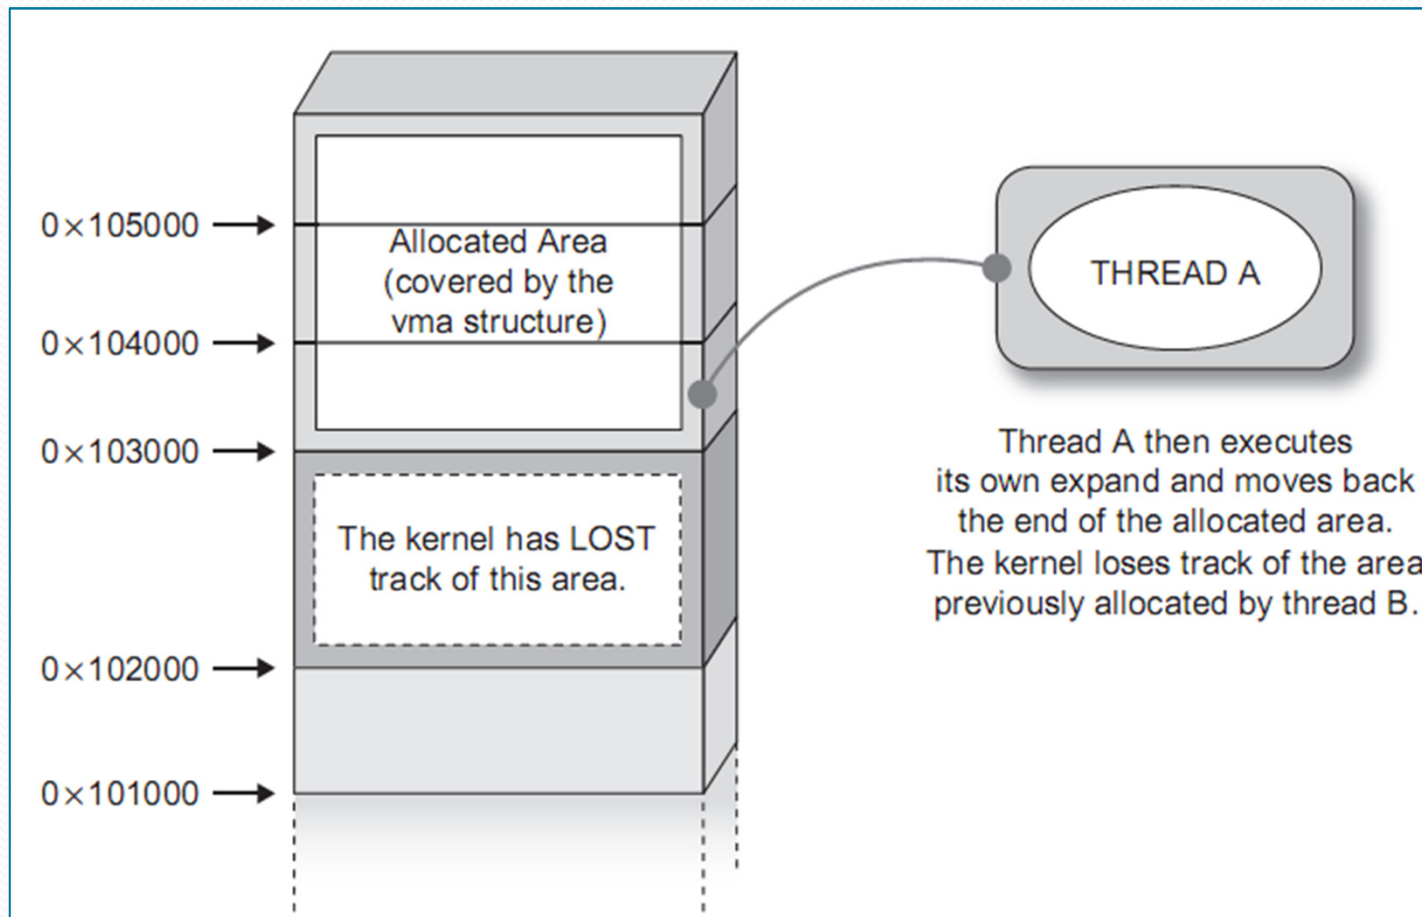 0×105000
Allocated Area
(covered by the
vma structure)
0×104000
0×103000
The kernel has LOST
track of this area.
0×102000
0×101000
THREAD A
Thread A then executes
its own expand and moves back
the end of the allocated area.
The kernel loses track of the area
previously allocated by thread B.